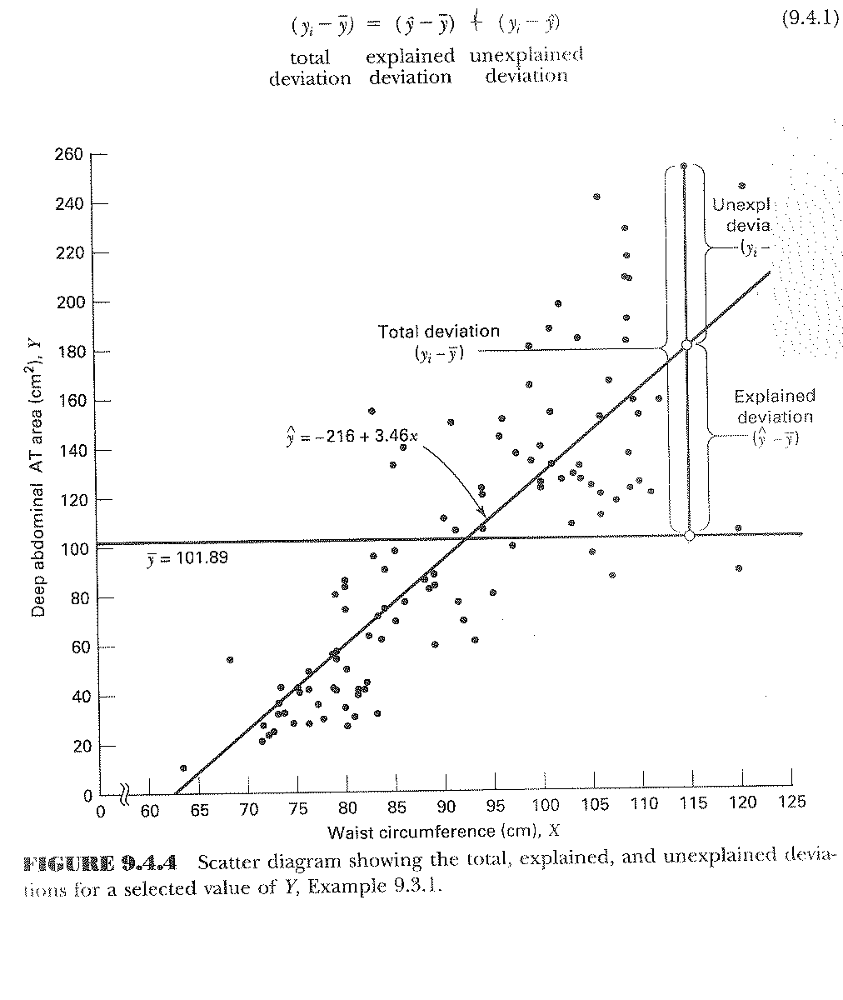 (yᵢ − ȳ) = (ŷ − ȳ) + (yᵢ − ŷ) (9.4.1)
total explained unexplained
deviation deviation deviation
260
240
220
200
180
160
140
120
100
80
60
40
20
0
Deep abdominal AT area (cm²), Y
Unexpl
devia
(yᵢ −
Total deviation
(yᵢ − ȳ)
Explained
deviation
(ŷ − ȳ)
ŷ = −216 + 3.46x
ȳ = 101.89
0 60 65 70 75 80 85 90 95 100 105 110 115 120 125
Waist circumference (cm), X
FIGURE 9.4.4 Scatter diagram showing the total, explained, and unexplained devia-
tions for a selected value of Y, Example 9.3.1.